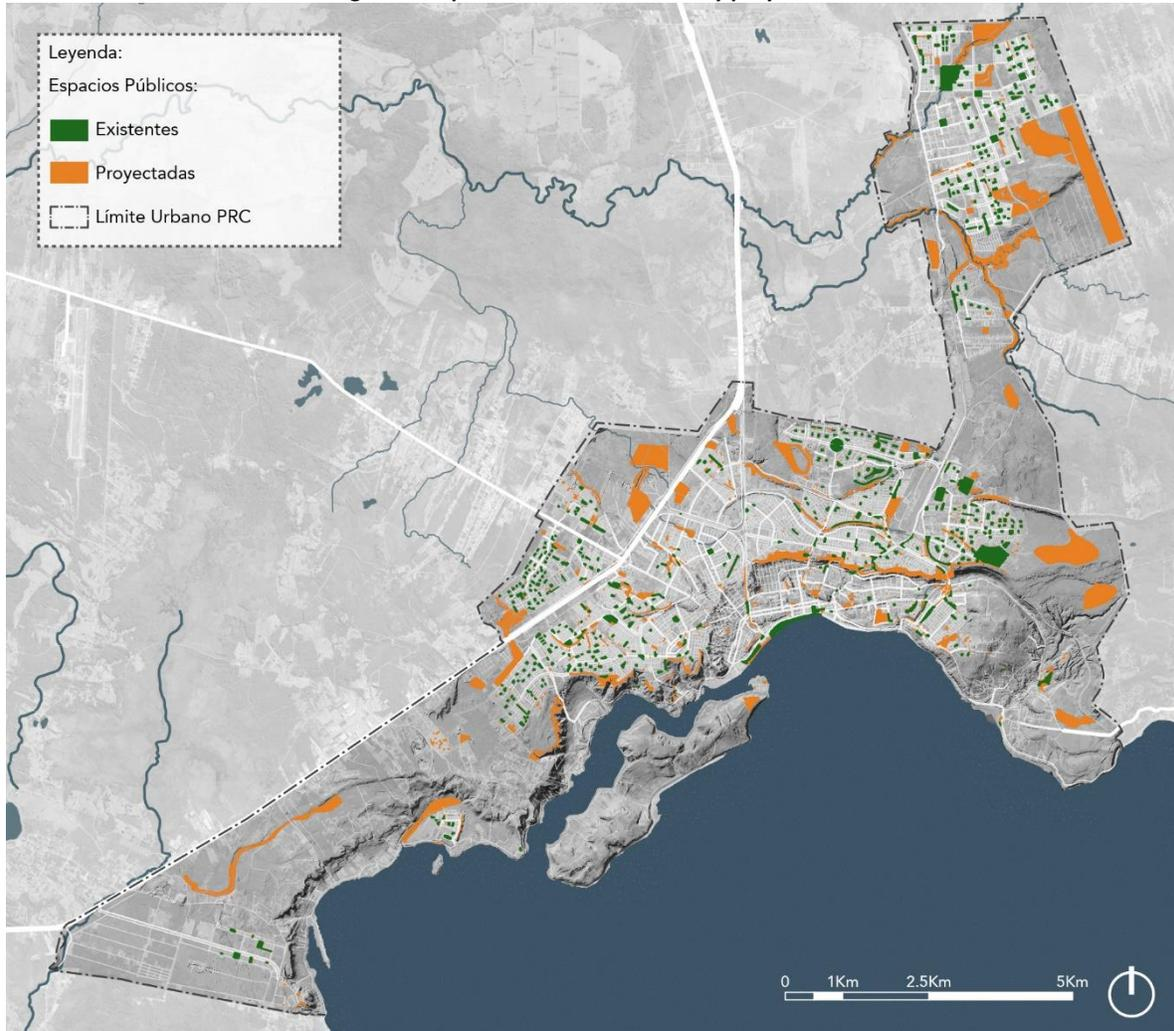 Leyenda:
Espacios Públicos:
Existentes
Proyectadas
Límite Urbano PRC
0 1Km 2.5Km 5Km